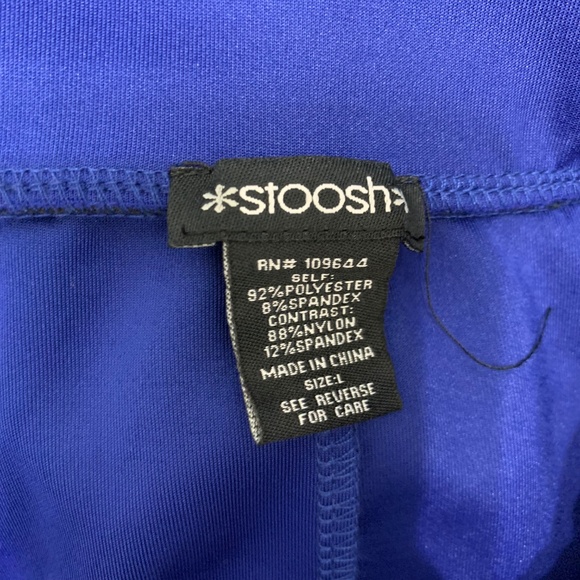 *stoosh*
RN# 109644
SELF:
92%POLYESTER
8%SPANDEX
CONTRAST:
88%NYLON
12%SPANDEX
MADE IN CHINA
SIZE:L
SEE REVERSE
FOR CARE